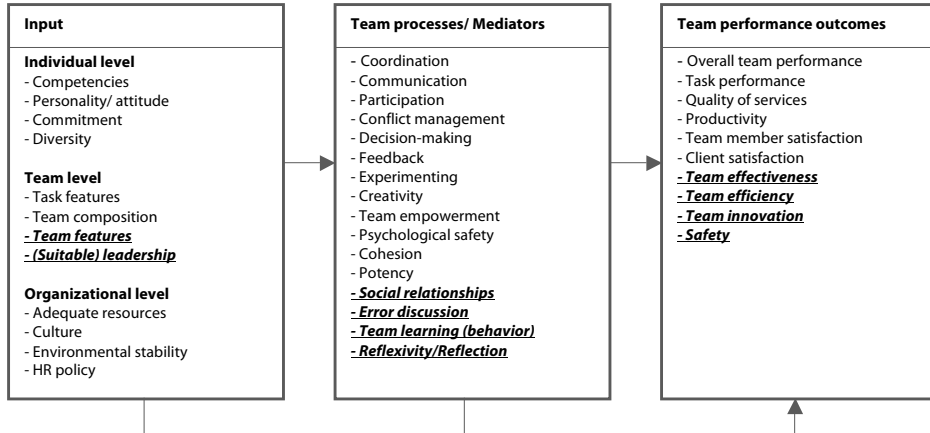 Input
Individual level
- Competencies
- Personality/ attitude
- Commitment
- Diversity
Team level
- Task features
- Team composition
- Team features
- (Suitable) leadership
Organizational level
- Adequate resources
- Culture
- Environmental stability
- HR policy
Team processes/ Mediators
- Coordination
- Communication
- Participation
- Conflict management
- Decision-making
- Feedback
- Experimenting
- Creativity
- Team empowerment
- Psychological safety
- Cohesion
- Potency
- Social relationships
- Error discussion
- Team learning (behavior)
- Reflexivity/Reflection
Team performance outcomes
- Overall team performance
- Task performance
- Quality of services
- Productivity
- Team member satisfaction
- Client satisfaction
- Team effectiveness
- Team efficiency
- Team innovation
- Safety